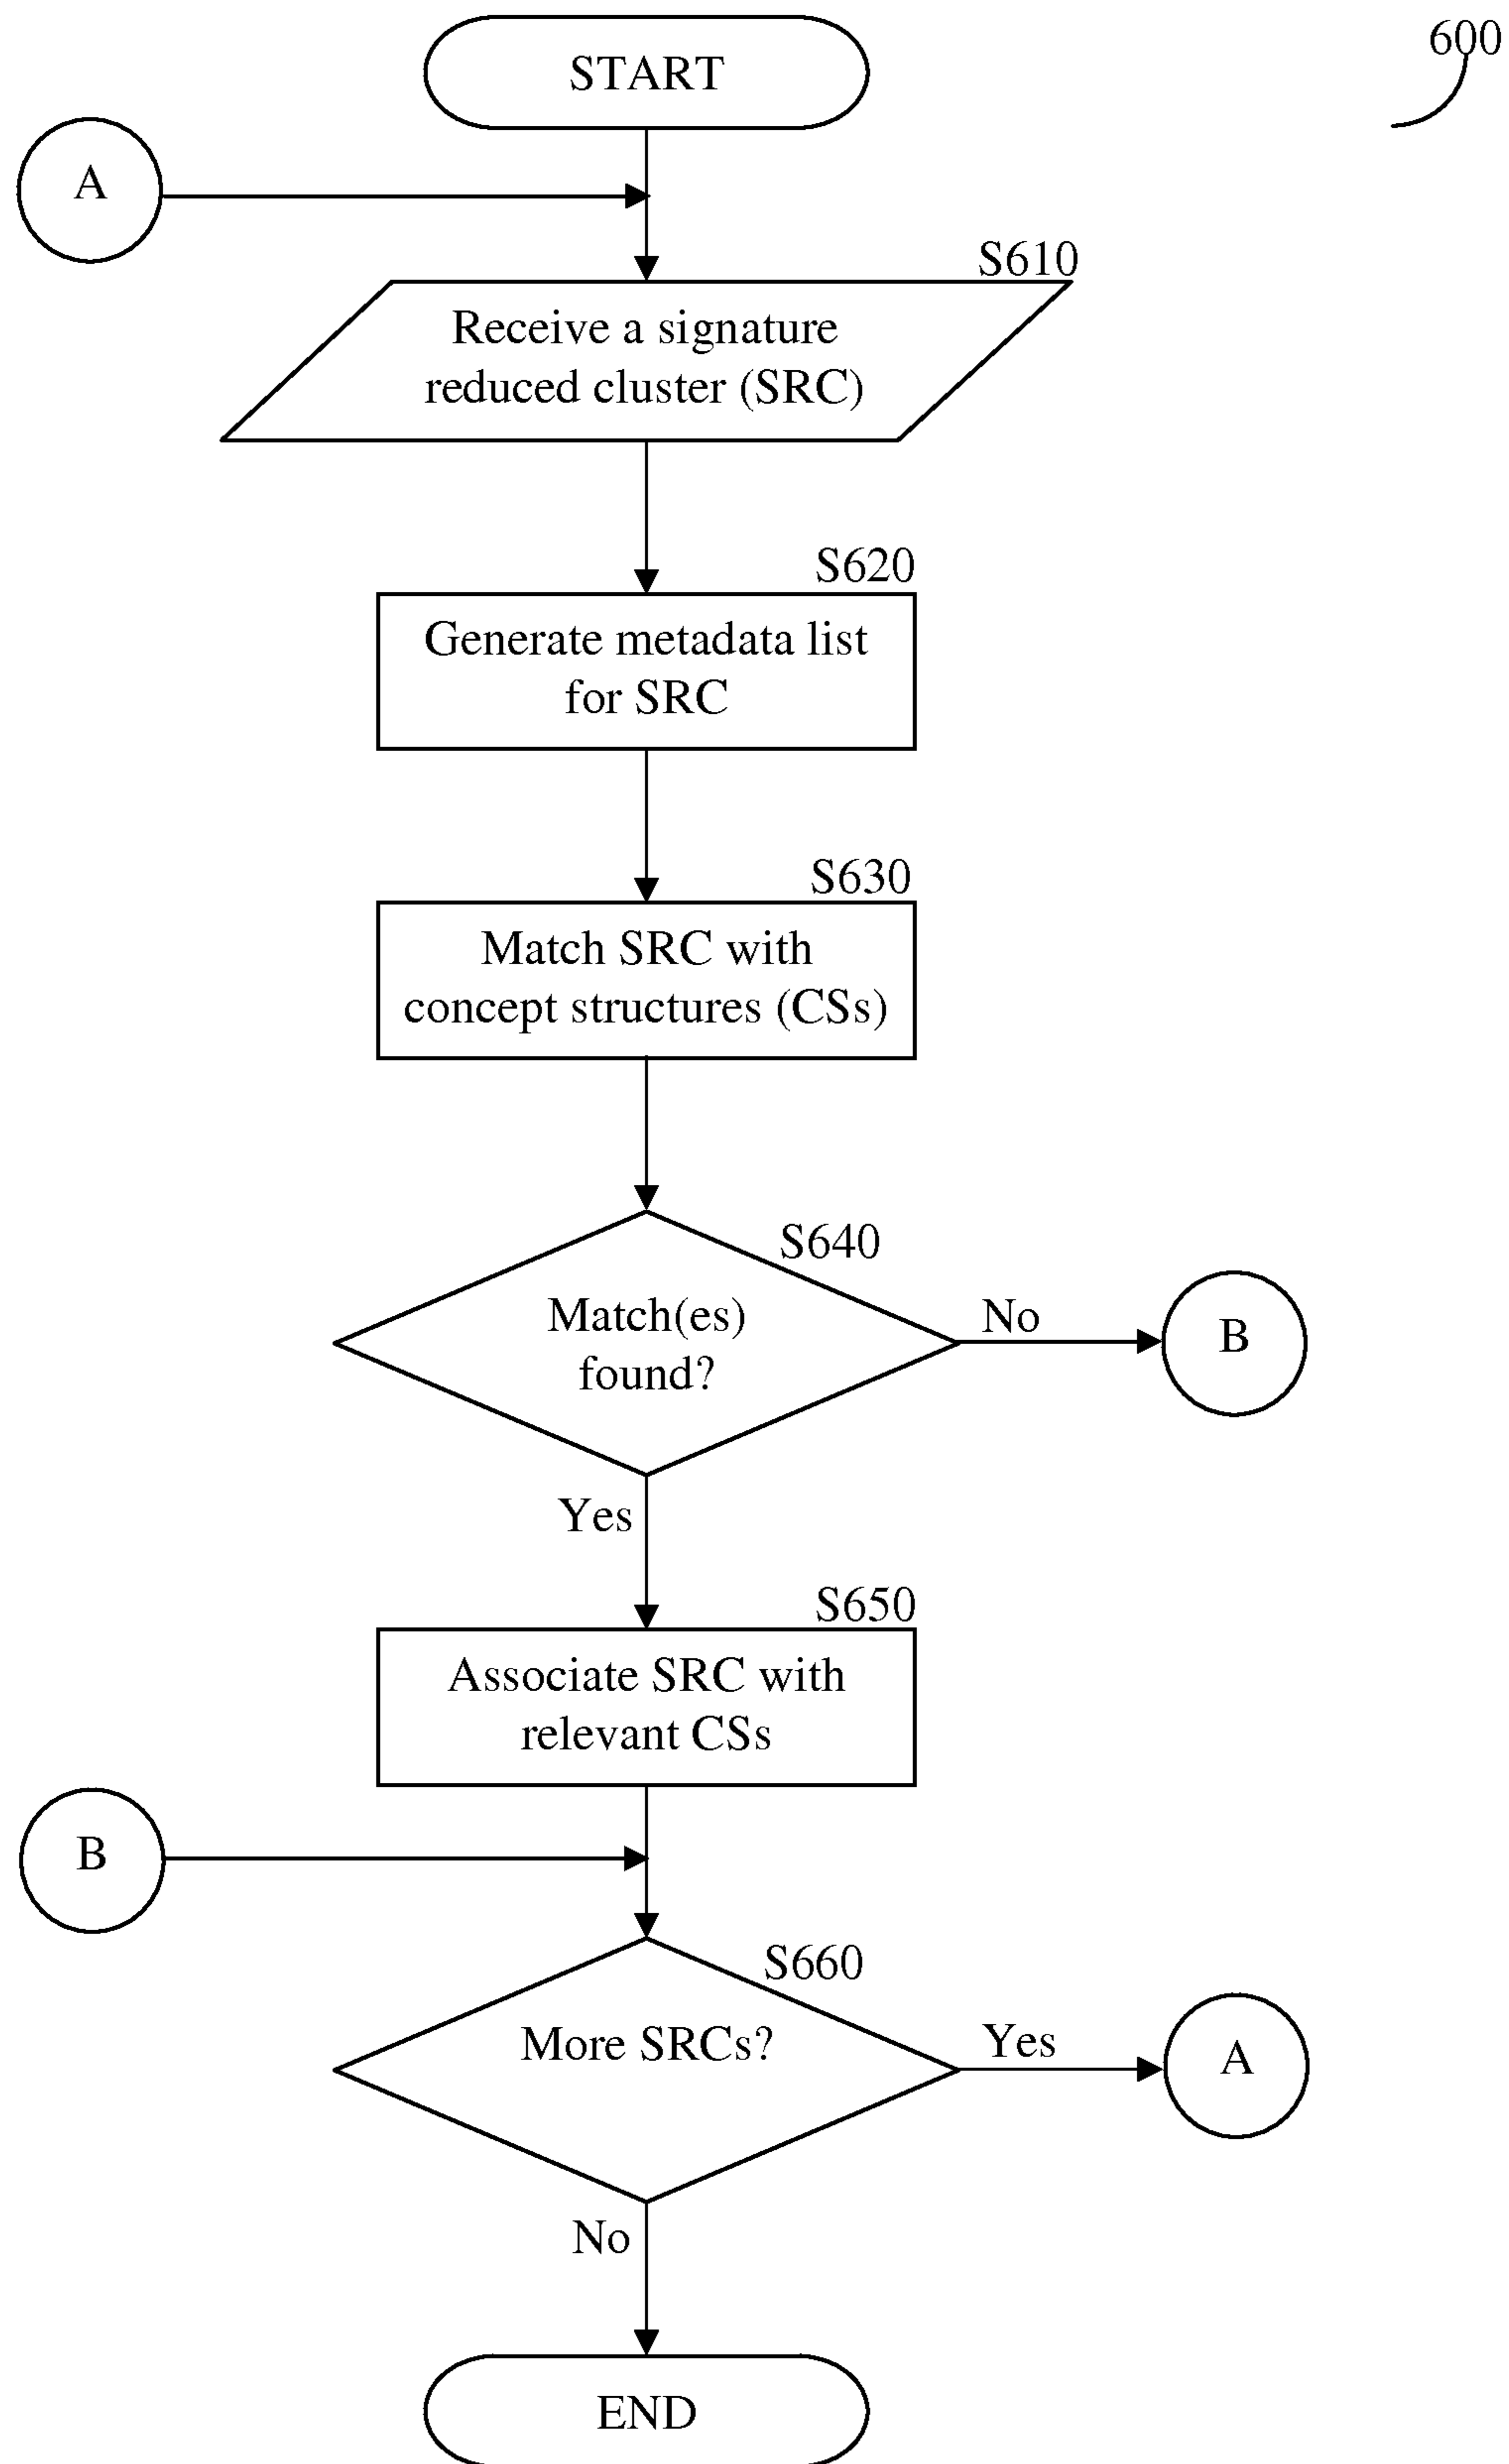 START
600
A
S610
Receive a signature
reduced cluster (SRC)
S620
Generate metadata list
for SRC
S630
Match SRC with
concept structures (CSs)
S640
Match(es)
found?
No
B
Yes
S650
Associate SRC with
relevant CSs
B
S660
More SRCs?
Yes
A
No
END